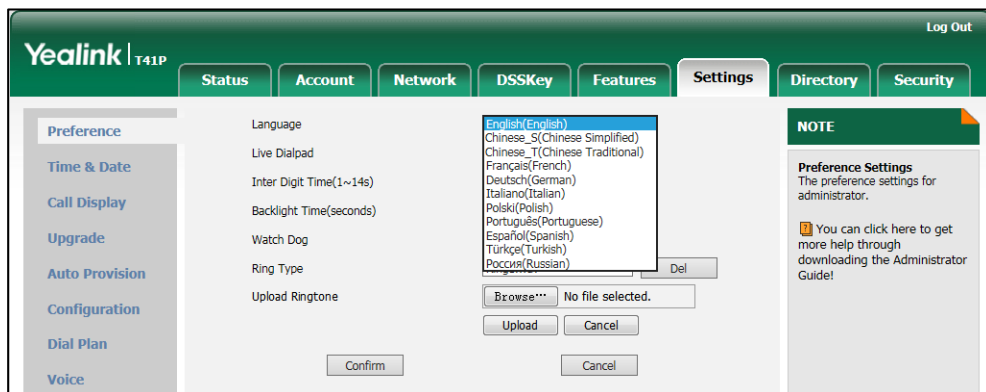 Log Out
Yealink | T41P
Status Account Network DSSKey Features Settings Directory Security
Preference
Time & Date
Call Display
Upgrade
Auto Provision
Configuration
Dial Plan
Voice
Language
Live Dialpad
Inter Digit Time(1~14s)
Backlight Time(seconds)
Watch Dog
Ring Type
Upload Ringtone
English(English)
Chinese_S(Chinese Simplified)
Chinese_T(Chinese Traditional)
Français(French)
Deutsch(German)
Italiano(Italian)
Polski(Polish)
Português(Portuguese)
Español(Spanish)
Türkçe(Turkish)
Россия(Russian)
Del
Browse··· No file selected.
Upload Cancel
Confirm Cancel
NOTE
Preference Settings
The preference settings for
administrator.
You can click here to get
more help through
downloading the Administrator
Guide!